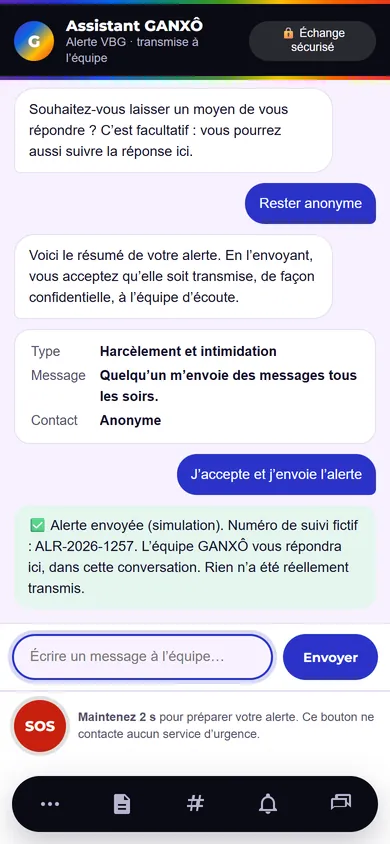 Assistant GANXÔ
G
Alerte VBG · transmise à
l’équipe
🔒 Échange
sécurisé
Souhaitez-vous laisser un moyen de vous
répondre ? C’est facultatif : vous pourrez
aussi suivre la réponse ici.
Rester anonyme
Voici le résumé de votre alerte. En l’envoyant,
vous acceptez qu’elle soit transmise, de façon
confidentielle, à l’équipe d’écoute.
Type Harcèlement et intimidation
Message Quelqu’un m’envoie des messages tous
les soirs.
Contact Anonyme
J’accepte et j’envoie l’alerte
✅ Alerte envoyée (simulation). Numéro de suivi fictif
: ALR-2026-1257. L’équipe GANXÔ vous répondra
ici, dans cette conversation. Rien n’a été réellement
transmis.
Écrire un message à l’équipe…
Envoyer
SOS
Maintenez 2 s pour préparer votre alerte. Ce bouton ne
contacte aucun service d’urgence.